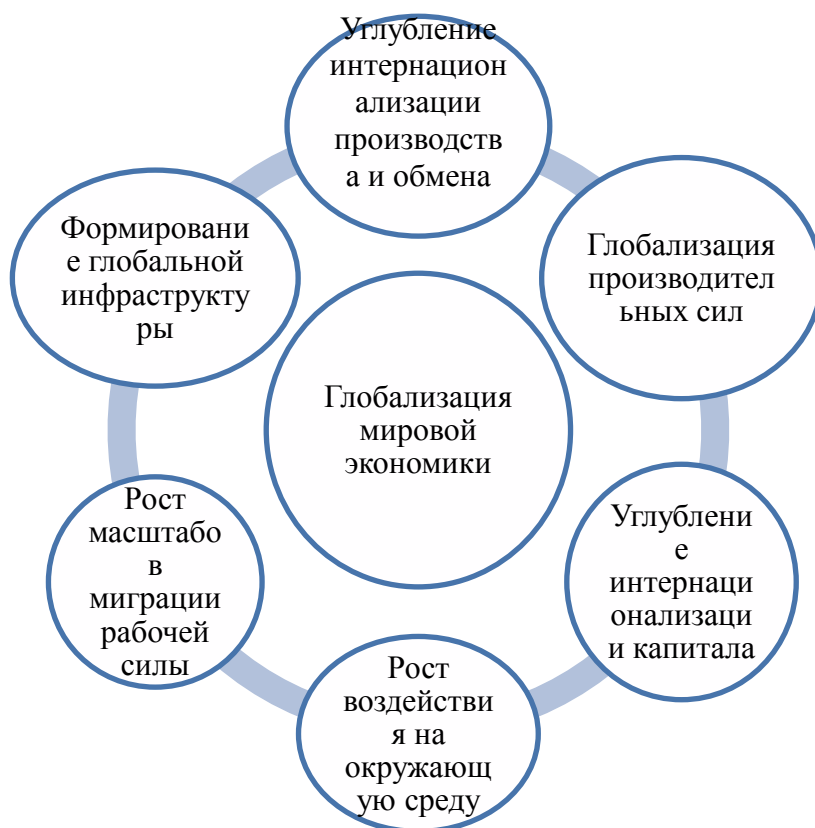 Углубление
интернацион
ализации
производств
а и обмена
Глобализация
производител
ьных сил
Углублени
е
интернаци
онализаци
и капитала
Рост
воздействи
я на
окружающ
ую среду
Рост
масштабо
в
миграции
рабочей
силы
Формировани
е глобальной
инфраструкту
ры
Глобализация
мировой
экономики